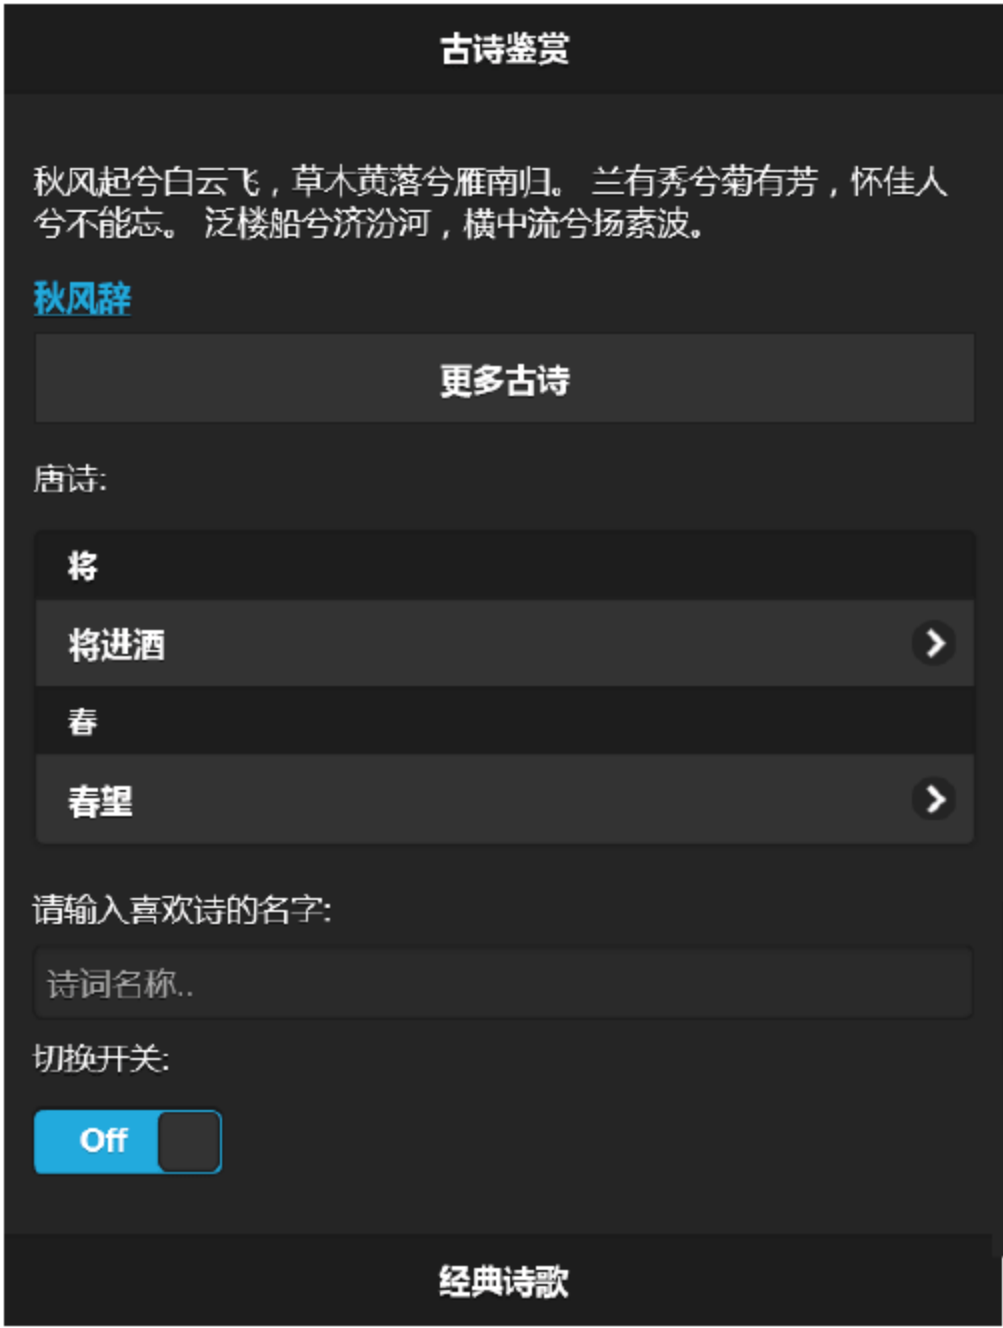 古诗鉴赏
秋风起兮白云飞，草木黄落兮雁南归。 兰有秀兮菊有芳，怀佳人
兮不能忘。 泛楼船兮济汾河，横中流兮扬素波。
秋风辞
更多古诗
唐诗:
将
将进酒
春
春望
请输入喜欢诗的名字:
诗词名称..
切换开关:
Off
经典诗歌